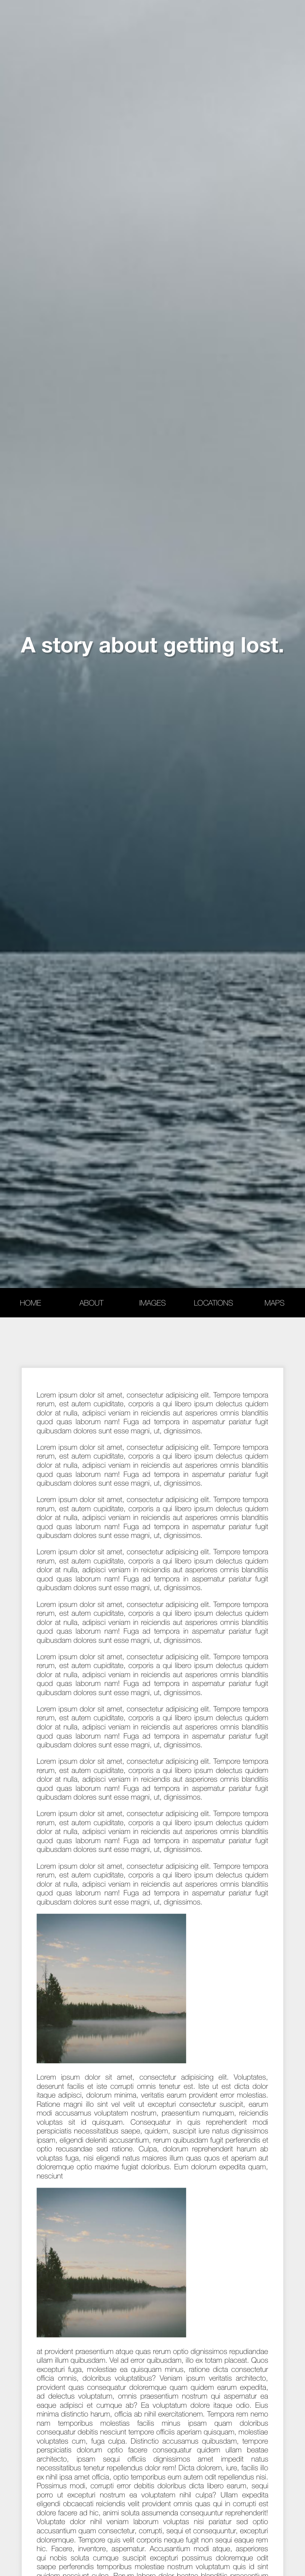 A story about getting lost.
HOME ABOUT IMAGES LOCATIONS MAPS
Lorem ipsum dolor sit amet, consectetur adipisicing elit. Tempore tempora
rerum, est autem cupiditate, corporis a qui libero ipsum delectus quidem
dolor at nulla, adipisci veniam in reiciendis aut asperiores omnis blanditiis
quod quas laborum nam! Fuga ad tempora in aspernatur pariatur fugit
quibusdam dolores sunt esse magni, ut, dignissimos.
Lorem ipsum dolor sit amet, consectetur adipisicing elit. Tempore tempora
rerum, est autem cupiditate, corporis a qui libero ipsum delectus quidem
dolor at nulla, adipisci veniam in reiciendis aut asperiores omnis blanditiis
quod quas laborum nam! Fuga ad tempora in aspernatur pariatur fugit
quibusdam dolores sunt esse magni, ut, dignissimos.
Lorem ipsum dolor sit amet, consectetur adipisicing elit. Tempore tempora
rerum, est autem cupiditate, corporis a qui libero ipsum delectus quidem
dolor at nulla, adipisci veniam in reiciendis aut asperiores omnis blanditiis
quod quas laborum nam! Fuga ad tempora in aspernatur pariatur fugit
quibusdam dolores sunt esse magni, ut, dignissimos.
Lorem ipsum dolor sit amet, consectetur adipisicing elit. Tempore tempora
rerum, est autem cupiditate, corporis a qui libero ipsum delectus quidem
dolor at nulla, adipisci veniam in reiciendis aut asperiores omnis blanditiis
quod quas laborum nam! Fuga ad tempora in aspernatur pariatur fugit
quibusdam dolores sunt esse magni, ut, dignissimos.
Lorem ipsum dolor sit amet, consectetur adipisicing elit. Tempore tempora
rerum, est autem cupiditate, corporis a qui libero ipsum delectus quidem
dolor at nulla, adipisci veniam in reiciendis aut asperiores omnis blanditiis
quod quas laborum nam! Fuga ad tempora in aspernatur pariatur fugit
quibusdam dolores sunt esse magni, ut, dignissimos.
Lorem ipsum dolor sit amet, consectetur adipisicing elit. Tempore tempora
rerum, est autem cupiditate, corporis a qui libero ipsum delectus quidem
dolor at nulla, adipisci veniam in reiciendis aut asperiores omnis blanditiis
quod quas laborum nam! Fuga ad tempora in aspernatur pariatur fugit
quibusdam dolores sunt esse magni, ut, dignissimos.
Lorem ipsum dolor sit amet, consectetur adipisicing elit. Tempore tempora
rerum, est autem cupiditate, corporis a qui libero ipsum delectus quidem
dolor at nulla, adipisci veniam in reiciendis aut asperiores omnis blanditiis
quod quas laborum nam! Fuga ad tempora in aspernatur pariatur fugit
quibusdam dolores sunt esse magni, ut, dignissimos.
Lorem ipsum dolor sit amet, consectetur adipisicing elit. Tempore tempora
rerum, est autem cupiditate, corporis a qui libero ipsum delectus quidem
dolor at nulla, adipisci veniam in reiciendis aut asperiores omnis blanditiis
quod quas laborum nam! Fuga ad tempora in aspernatur pariatur fugit
quibusdam dolores sunt esse magni, ut, dignissimos.
Lorem ipsum dolor sit amet, consectetur adipisicing elit. Tempore tempora
rerum, est autem cupiditate, corporis a qui libero ipsum delectus quidem
dolor at nulla, adipisci veniam in reiciendis aut asperiores omnis blanditiis
quod quas laborum nam! Fuga ad tempora in aspernatur pariatur fugit
quibusdam dolores sunt esse magni, ut, dignissimos.
Lorem ipsum dolor sit amet, consectetur adipisicing elit. Tempore tempora
rerum, est autem cupiditate, corporis a qui libero ipsum delectus quidem
dolor at nulla, adipisci veniam in reiciendis aut asperiores omnis blanditiis
quod quas laborum nam! Fuga ad tempora in aspernatur pariatur fugit
quibusdam dolores sunt esse magni, ut, dignissimos.
Lorem ipsum dolor sit amet, consectetur adipisicing elit. Voluptates,
deserunt facilis et iste corrupti omnis tenetur est. Iste ut est dicta dolor
itaque adipisci, dolorum minima, veritatis earum provident error molestias.
Ratione magni illo sint vel velit ut excepturi consectetur suscipit, earum
modi accusamus voluptatem nostrum, praesentium numquam, reiciendis
voluptas sit id quisquam. Consequatur in quis reprehenderit modi
perspiciatis necessitatibus saepe, quidem, suscipit iure natus dignissimos
ipsam, eligendi deleniti accusantium, rerum quibusdam fugit perferendis et
optio recusandae sed ratione. Culpa, dolorum reprehenderit harum ab
voluptas fuga, nisi eligendi natus maiores illum quas quos et aperiam aut
doloremque optio maxime fugiat doloribus. Eum dolorum expedita quam,
nesciunt
at provident praesentium atque quas rerum optio dignissimos repudiandae
ullam illum quibusdam. Vel ad error quibusdam, illo ex totam placeat. Quos
excepturi fuga, molestiae ea quisquam minus, ratione dicta consectetur
officia omnis, doloribus voluptatibus? Veniam ipsum veritatis architecto,
provident quas consequatur doloremque quam quidem earum expedita,
ad delectus voluptatum, omnis praesentium nostrum qui aspernatur ea
eaque adipisci et cumque ab? Ea voluptatum dolore itaque odio. Eius
minima distinctio harum, officia ab nihil exercitationem. Tempora rem nemo
nam temporibus molestias facilis minus ipsam quam doloribus
consequatur debitis nesciunt tempore officiis aperiam quisquam, molestiae
voluptates cum, fuga culpa. Distinctio accusamus quibusdam, tempore
perspiciatis dolorum optio facere consequatur quidem ullam beatae
architecto, ipsam sequi officiis dignissimos amet impedit natus
necessitatibus tenetur repellendus dolor rem! Dicta dolorem, iure, facilis illo
ex nihil ipsa amet officia, optio temporibus eum autem odit repellendus nisi.
Possimus modi, corrupti error debitis doloribus dicta libero earum, sequi
porro ut excepturi nostrum ea voluptatem nihil culpa? Ullam expedita
eligendi obcaecati reiciendis velit provident omnis quas qui in corrupti est
dolore facere ad hic, animi soluta assumenda consequuntur reprehenderit!
Voluptate dolor nihil veniam laborum voluptas nisi pariatur sed optio
accusantium quam consectetur, corrupti, sequi et consequuntur, excepturi
doloremque. Tempore quis velit corporis neque fugit non sequi eaque rem
hic. Facere, inventore, aspernatur. Accusantium modi atque, asperiores
qui nobis soluta cumque suscipit excepturi possimus doloremque odit
saepe perferendis temporibus molestiae nostrum voluptatum quis id sint